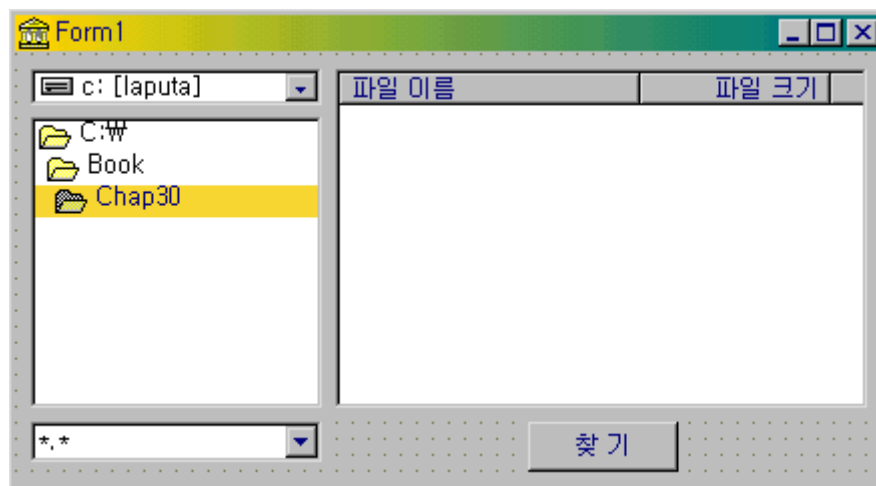 Form1
c: [laputa]
파일 이름 파일 크기
C:₩
Book
Chap30
*.*
찾 기